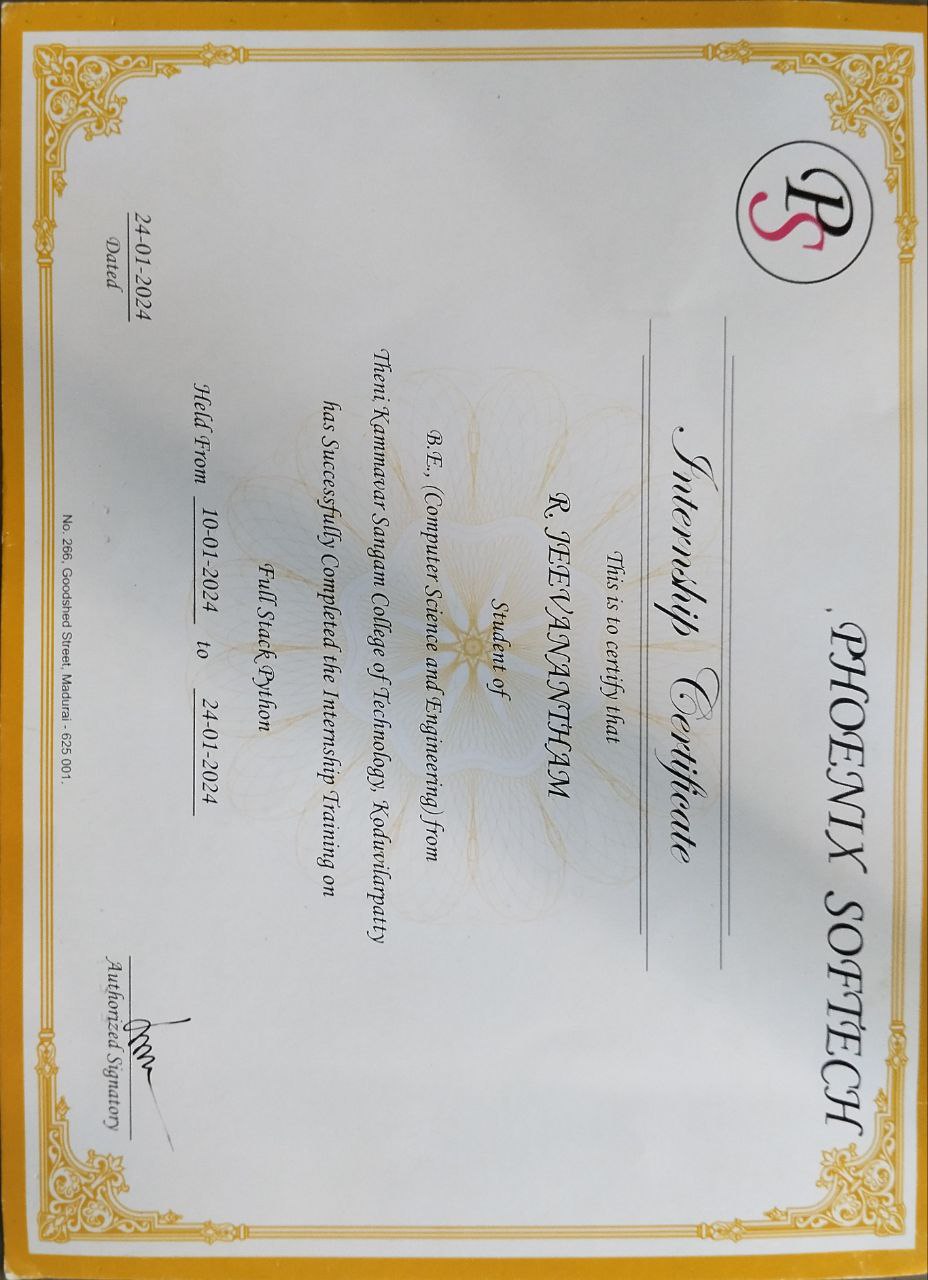 PS
PHOENIX SOFTECH
Internship Certificate
This is to certify that
R. JEEVANANTHAM
Student of
B.E., (Computer Science and Engineering) from
Theni Kammavar Sangam College of Technology, Koduvilarpatty
has Successfully Completed the Internship Training on
Full Stack Python
Held From 10-01-2024 to 24-01-2024
24-01-2024
Dated
Authorized Signatory
No. 266, Goodshed Street, Madurai - 625 001.